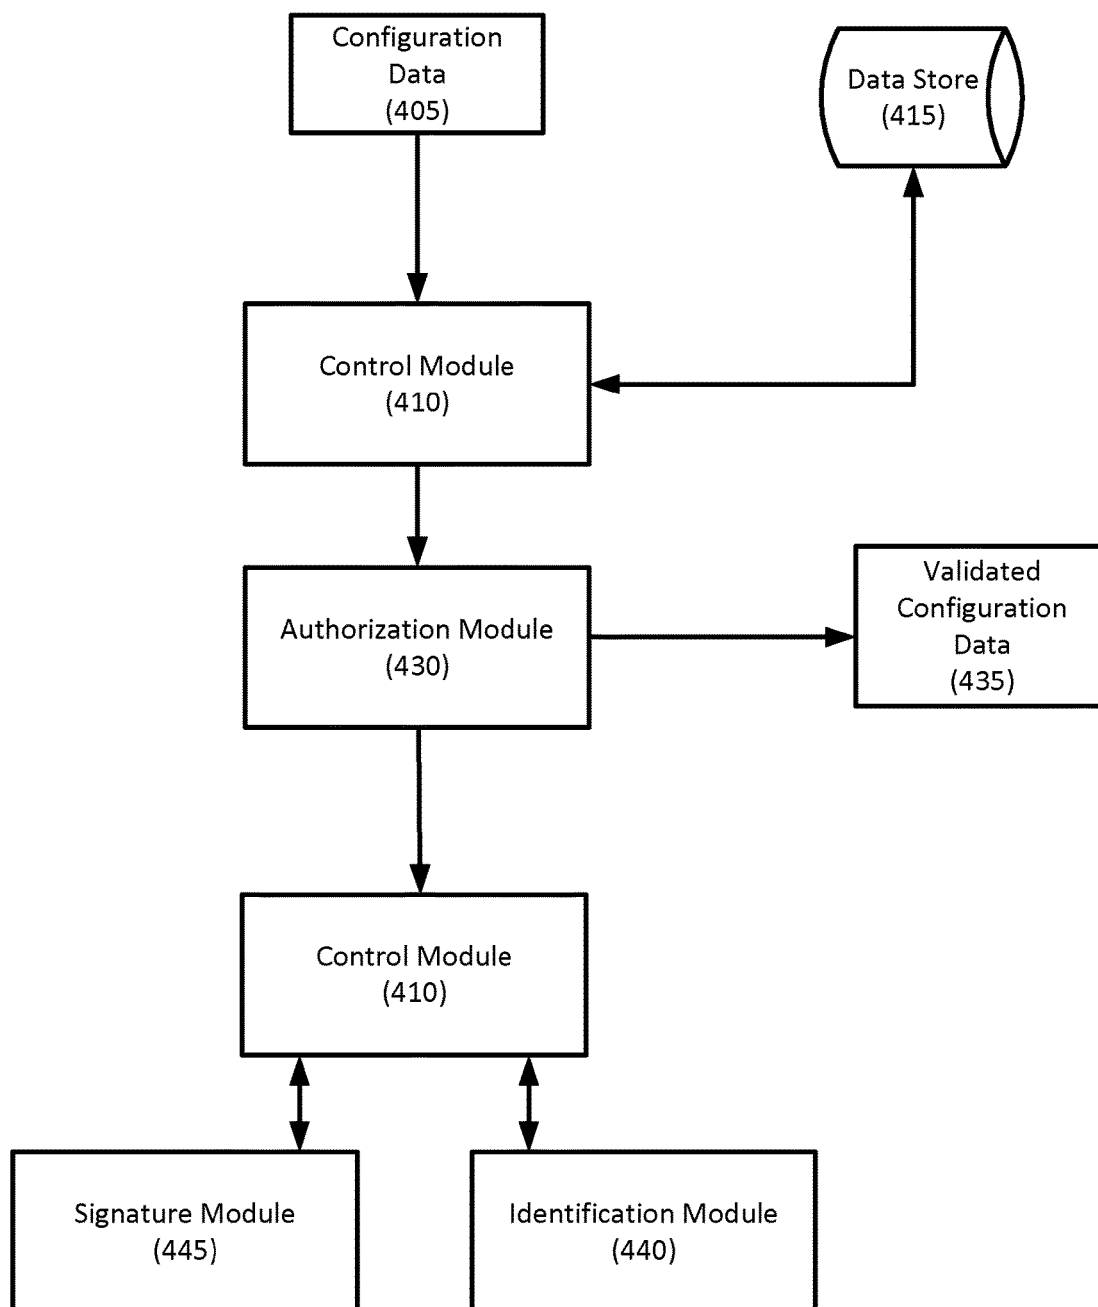 Configuration
Data
(405)
Data Store
(415)
Control Module
(410)
Authorization Module
(430)
Validated
Configuration
Data
(435)
Control Module
(410)
Signature Module
(445)
Identification Module
(440)